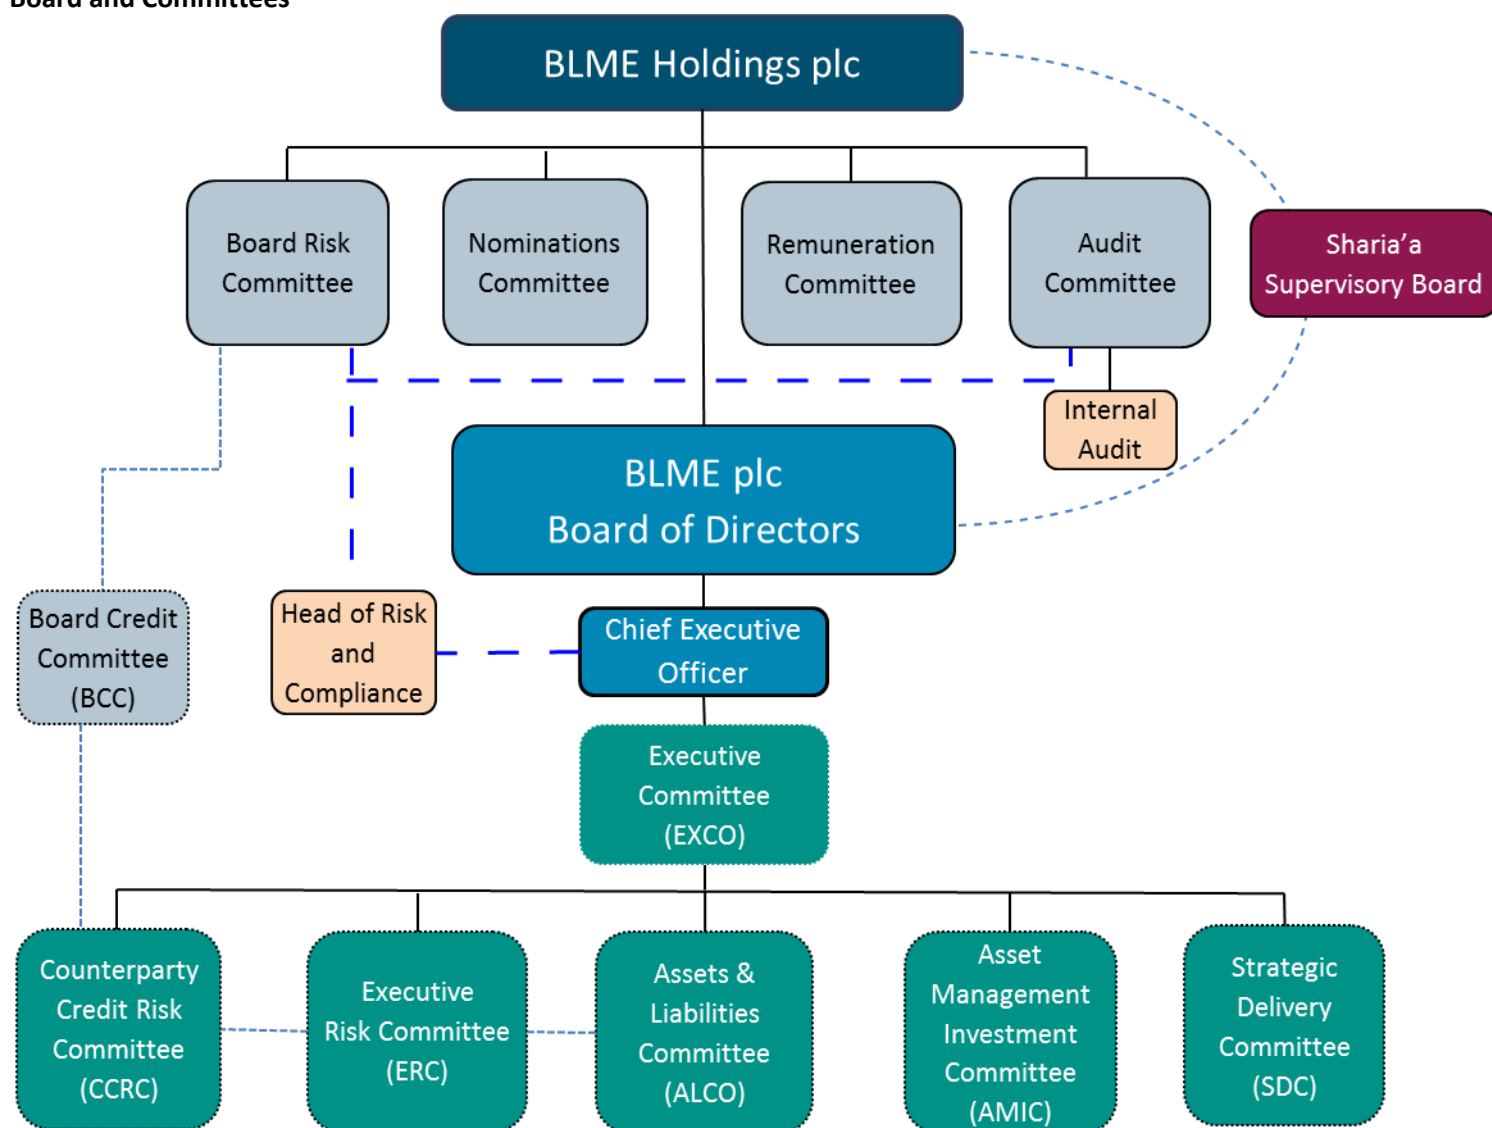 Board and Committees
BLME Holdings plc
Board Risk
Committee
Nominations
Committee
Remuneration
Committee
Audit
Committee
Sharia’a
Supervisory Board
Internal
Audit
BLME plc
Board of Directors
Board Credit
Committee
(BCC)
Head of Risk
and
Compliance
Chief Executive
Officer
Executive
Committee
(EXCO)
Counterparty
Credit Risk
Committee
(CCRC)
Executive
Risk Committee
(ERC)
Assets &
Liabilities
Committee
(ALCO)
Asset
Management
Investment
Committee
(AMIC)
Strategic
Delivery
Committee
(SDC)